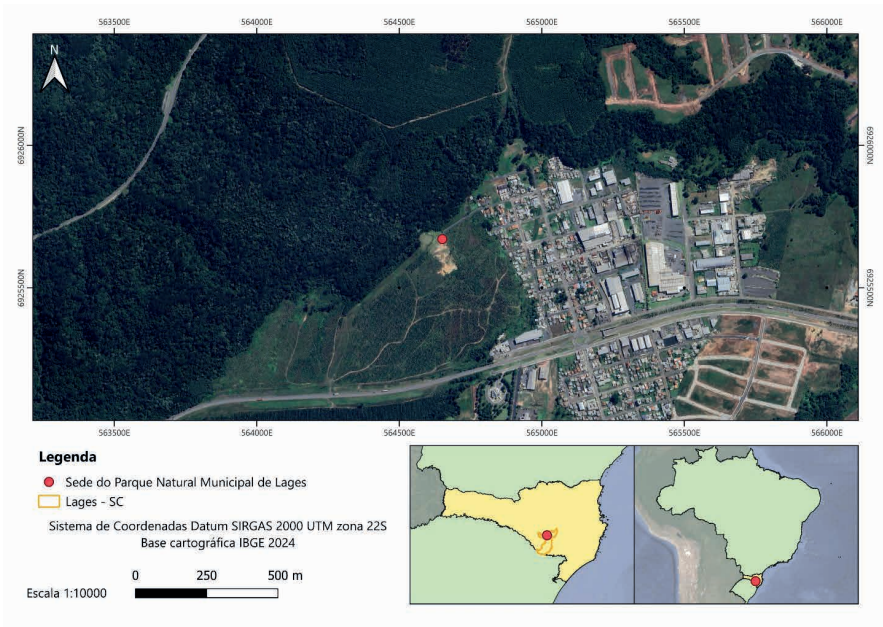 563500E 564000E 564500E 565000E 565500E 566000E
N
6926000N 6926000N
6925500N 6925500N
563500E 564000E 564500E 565000E 565500E 566000E
Legenda
Sede do Parque Natural Municipal de Lages
Lages - SC
Sistema de Coordenadas Datum SIRGAS 2000 UTM zona 22S
Base cartográfica IBGE 2024
0 250 500 m
Escala 1:10000